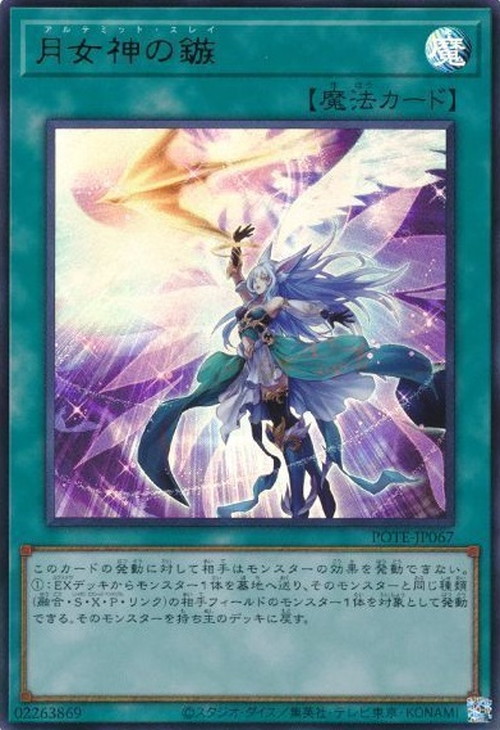 アルテミット・スレイ
月女神の鏃
魔
【魔法カード】
POTE-JP067
このカードの発動に対して相手はモンスターの効果を発動できない。
①:EXデッキからモンスター1体を墓地へ送り、そのモンスターと同じ種類
(融合・S・X・P・リンク)の相手フィールドのモンスター1体を対象として発動
できる。そのモンスターを持ち主のデッキに戻す。
02263869
©スタジオ・ダイス/集英社・テレビ東京・KONAMI